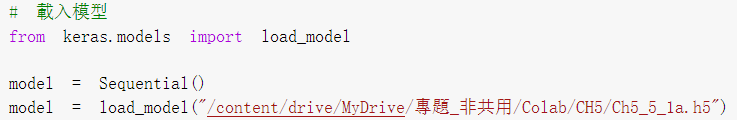 # 載入模型
from keras.models import load_model
model = Sequential()
model = load_model("/content/drive/MyDrive/專題_非共用/Colab/CH5/Ch5_5_1a.h5")